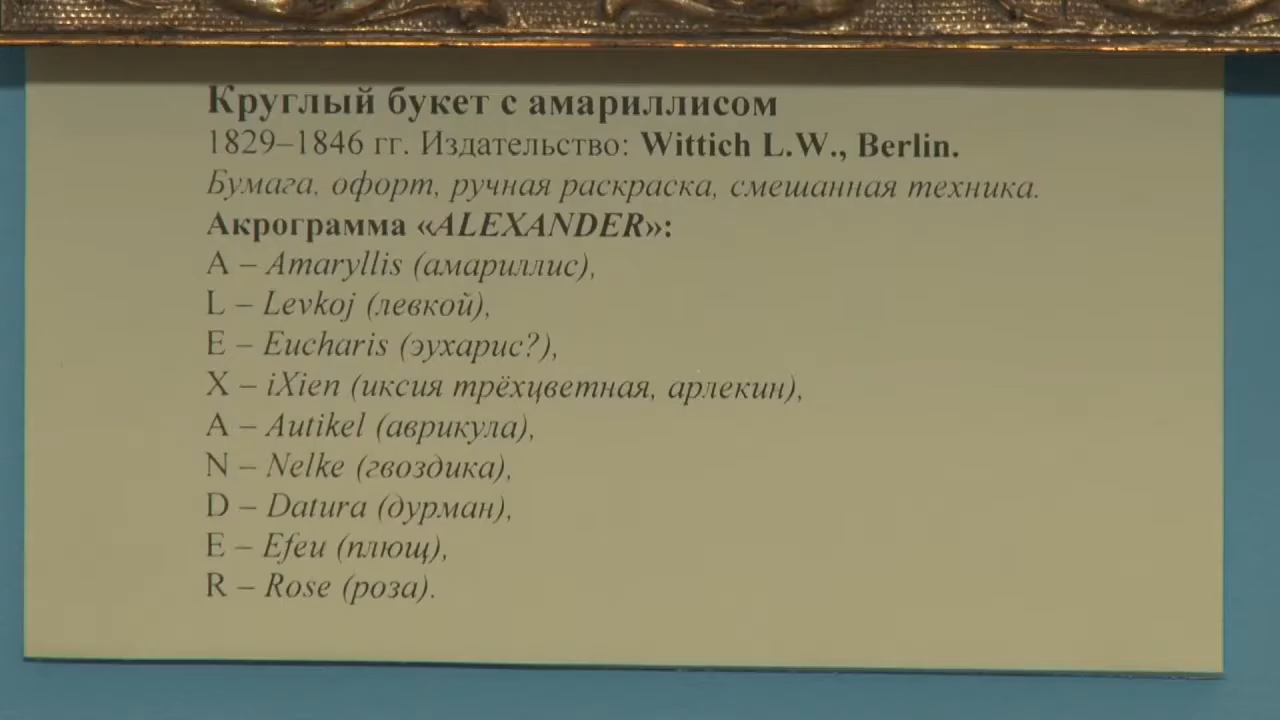 Круглый букет с амариллисом
1829–1846 гг. Издательство: Wittich L.W., Berlin.
Бумага, офорт, ручная раскраска, смешанная техника.
Акрограмма «ALEXANDER»:
A – Amaryllis (амариллис),
L – Levkoj (левкой),
E – Eucharis (эухарис?),
X – iXien (иксия трёхцветная, арлекин),
A – Autikel (аврикула),
N – Nelke (гвоздика),
D – Datura (дурман),
E – Efeu (плющ),
R – Rose (роза).